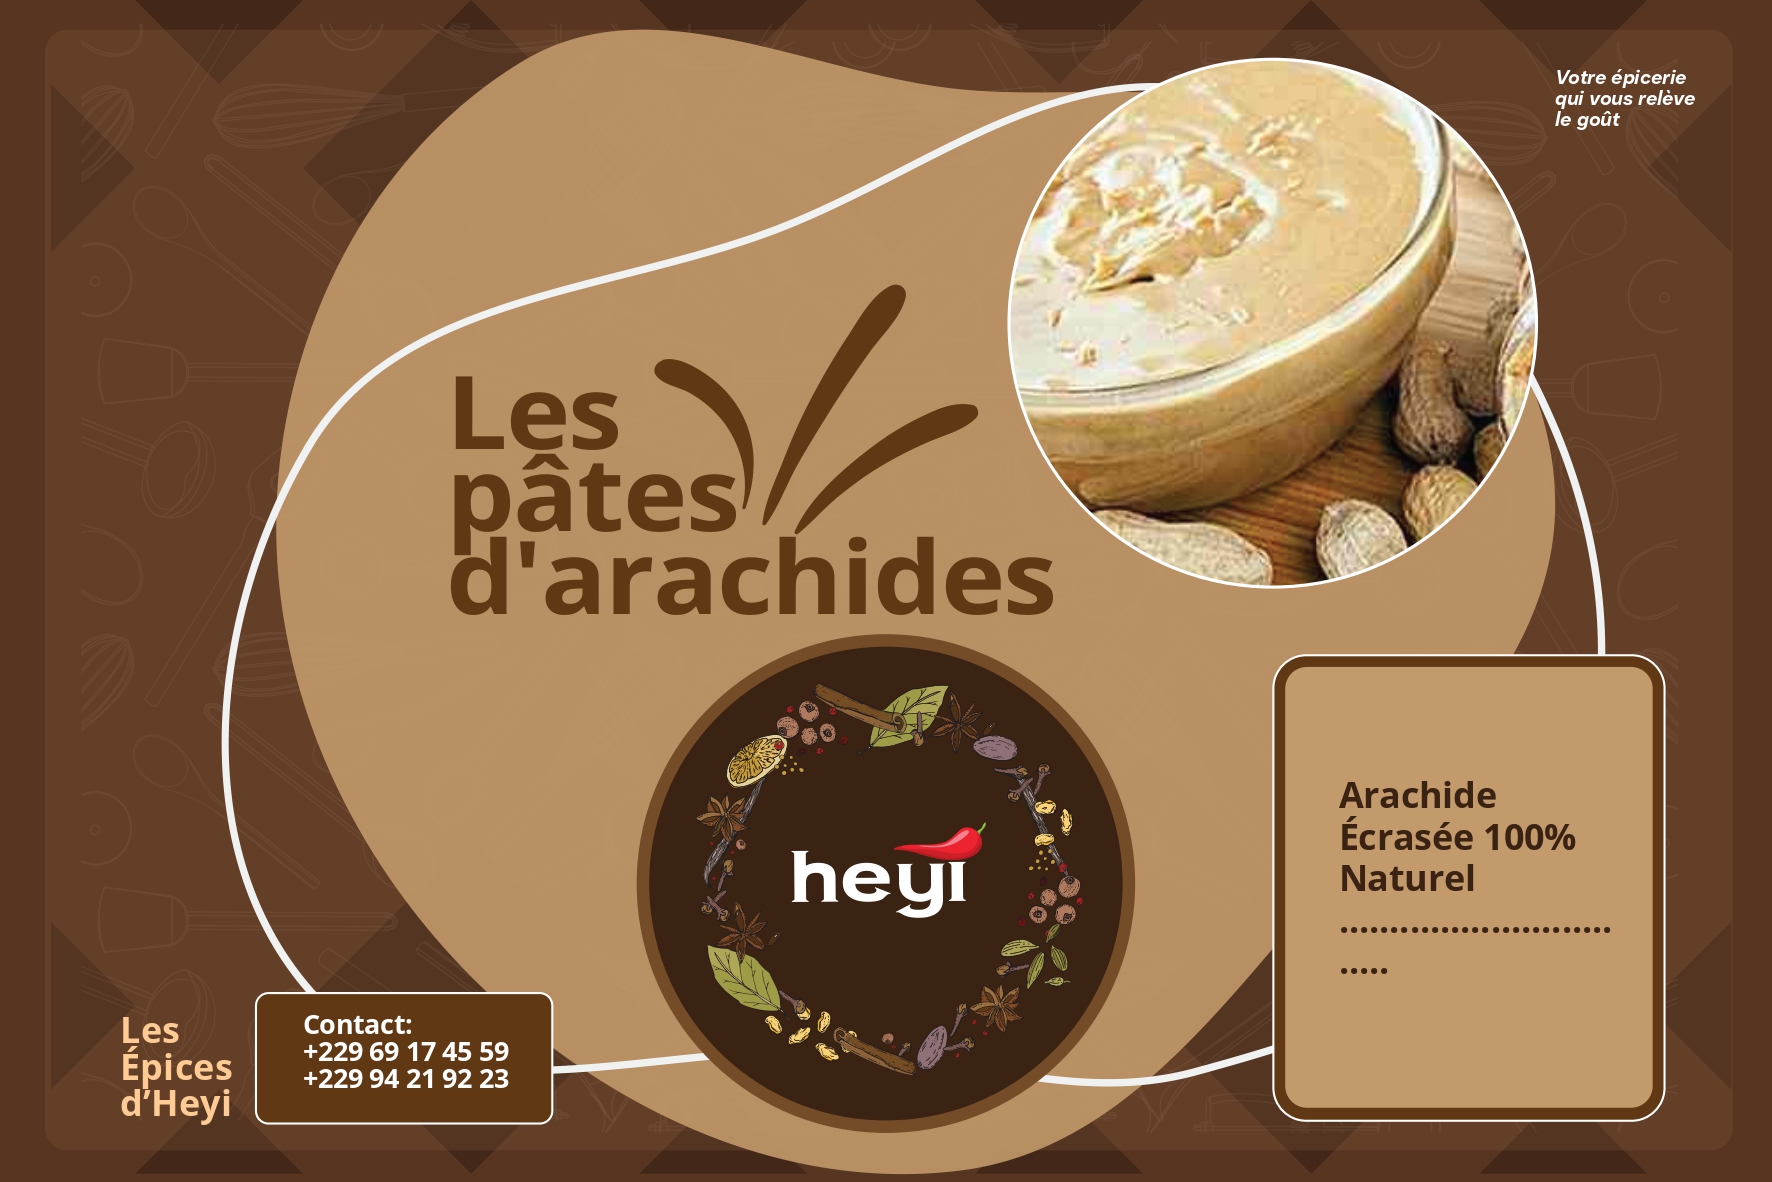 Votre épicerie
qui vous relève
le goût
Les
pâtes
d'arachides
heyi
Arachide
Écrasée 100%
Naturel
...........................
.....
Les
Épices
d’Heyi
Contact:
+229 69 17 45 59
+229 94 21 92 23